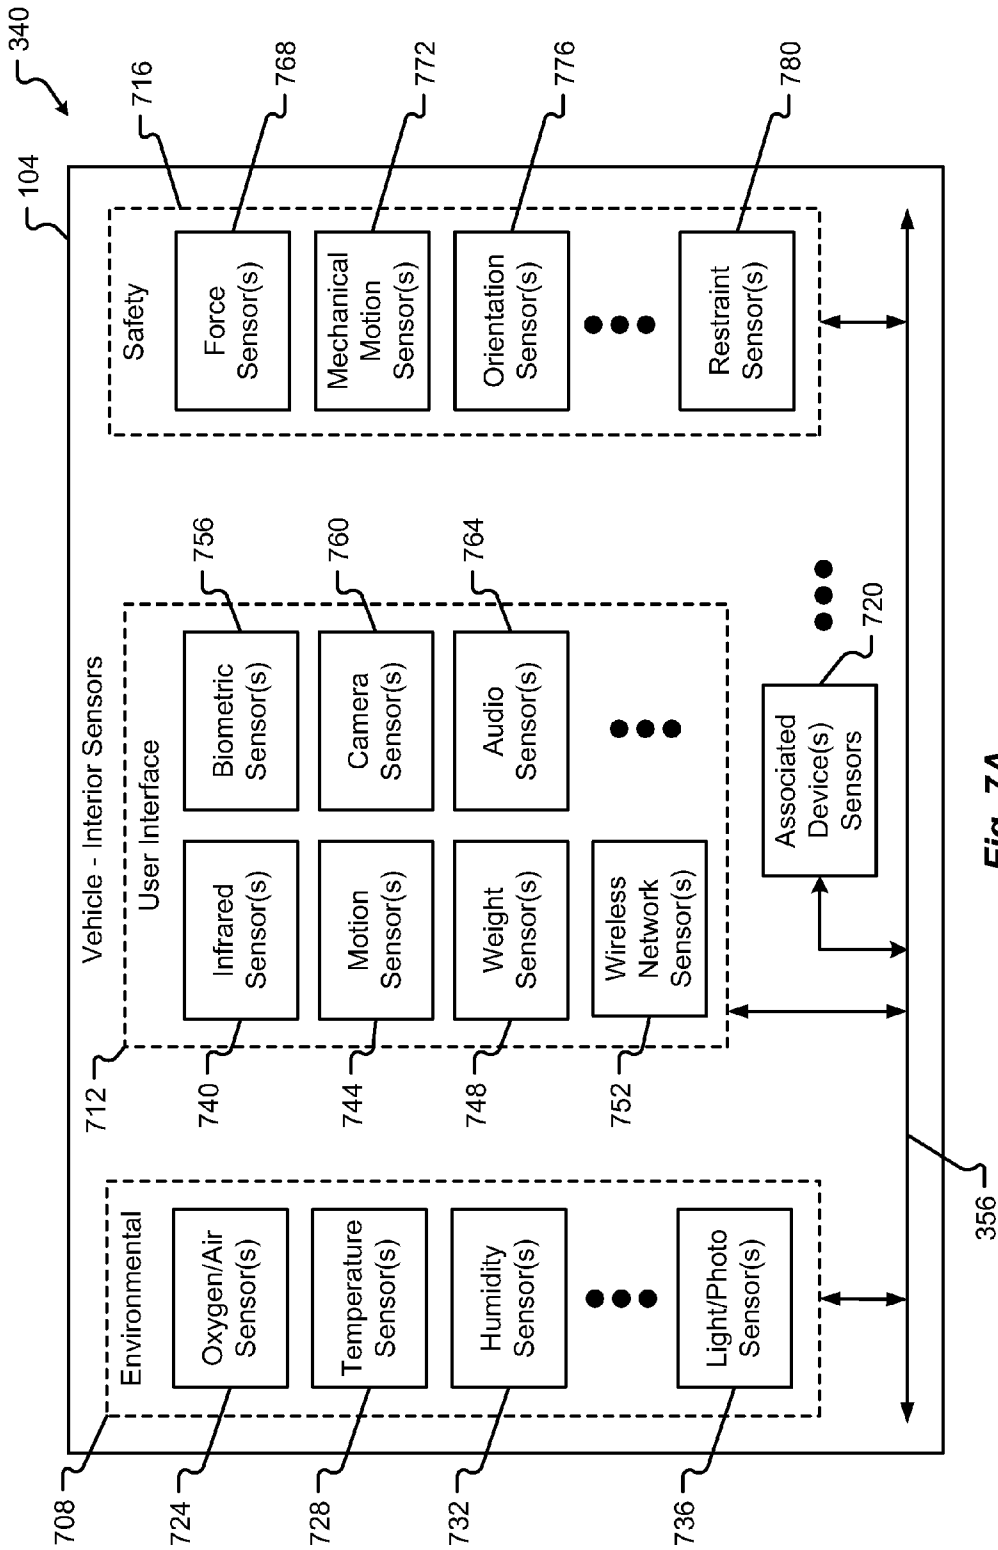 340
104
Vehicle - Interior Sensors
708
Environmental
724
Oxygen/Air
Sensor(s)
728
Temperature
Sensor(s)
732
Humidity
Sensor(s)
736
Light/Photo
Sensor(s)
712
User Interface
740
Infrared
Sensor(s)
756
Biometric
Sensor(s)
744
Motion
Sensor(s)
760
Camera
Sensor(s)
748
Weight
Sensor(s)
764
Audio
Sensor(s)
752
Wireless
Network
Sensor(s)
716
Safety
768
Force
Sensor(s)
772
Mechanical
Motion
Sensor(s)
776
Orientation
Sensor(s)
780
Restraint
Sensor(s)
720
Associated
Device(s)
Sensors
356
Fig. 7A